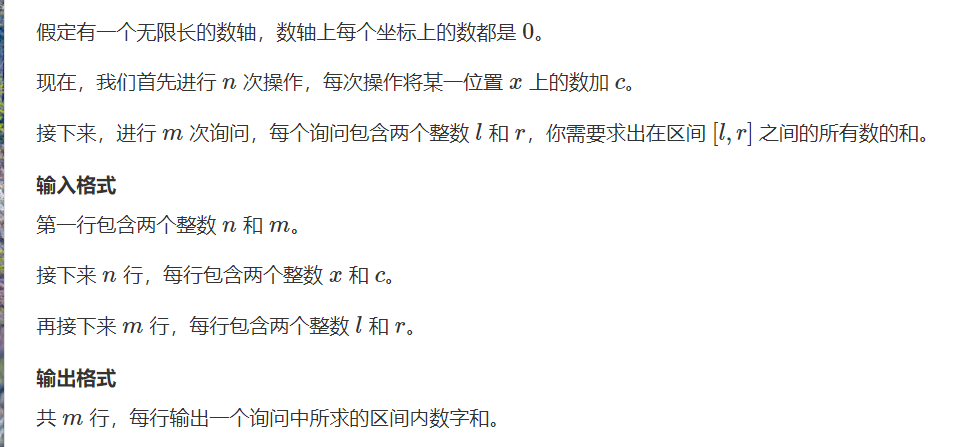 假定有一个无限长的数轴，数轴上每个坐标上的数都是 0。
现在，我们首先进行 n 次操作，每次操作将某一位置 x 上的数加 c。
接下来，进行 m 次询问，每个询问包含两个整数 l 和 r，你需要求出在区间 [l, r] 之间的所有数的和。
输入格式
第一行包含两个整数 n 和 m。
接下来 n 行，每行包含两个整数 x 和 c。
再接下来 m 行，每行包含两个整数 l 和 r。
输出格式
共 m 行，每行输出一个询问中所求的区间内数字和。